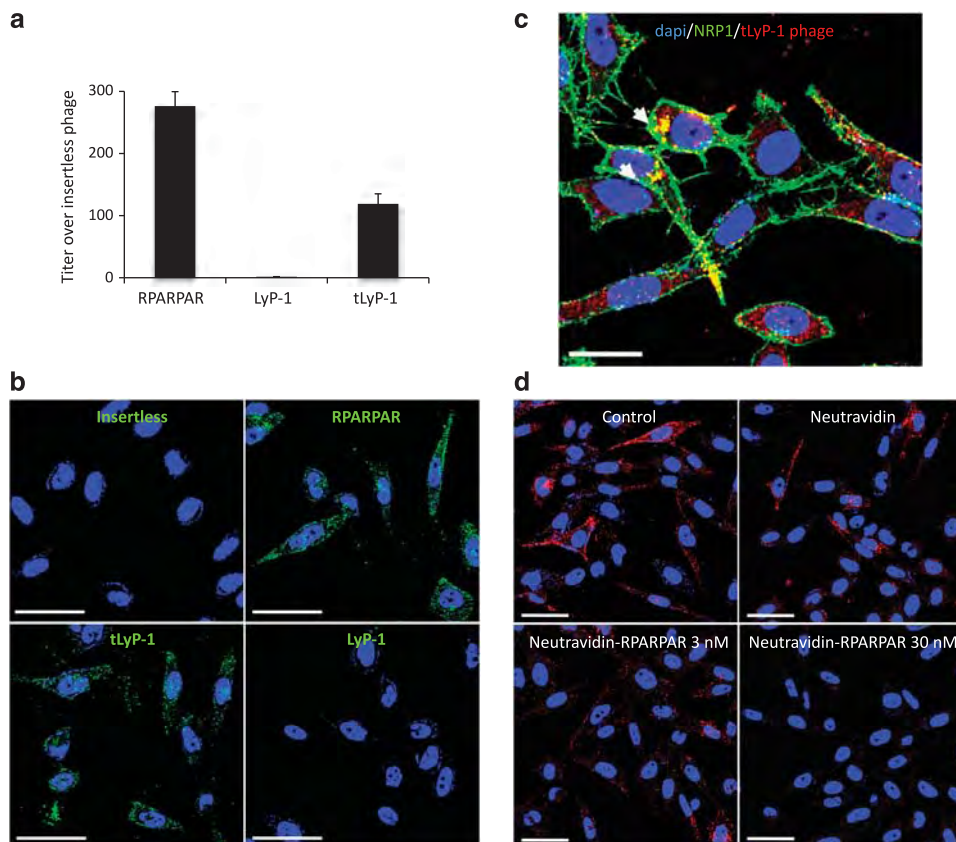 a
Titer over insertless phage
300
200
100
0
RPARPAR
LyP-1
tLyP-1
c
dapi/NRP1/tLyP-1 phage
b
Insertless
RPARPAR
tLyP-1
LyP-1
d
Control
Neutravidin
Neutravidin-RPARPAR 3 nM
Neutravidin-RPARPAR 30 nM